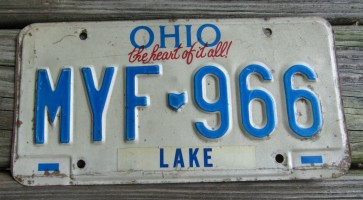 OHIO
the heart of it all!
MYF 966
LAKE